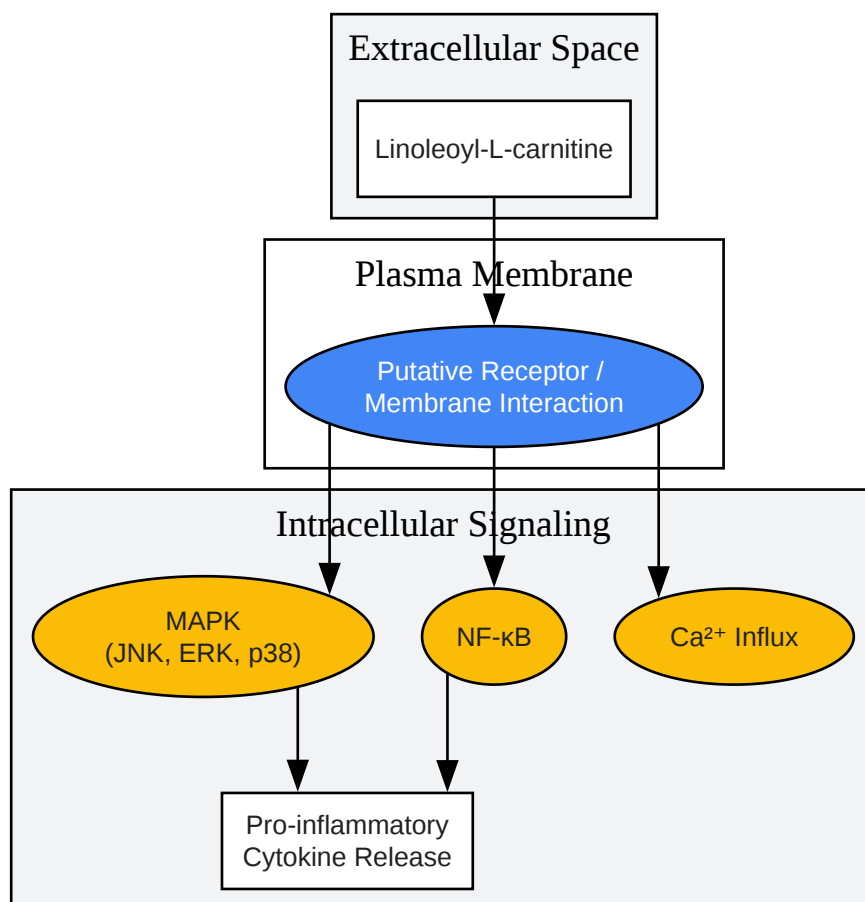 Extracellular Space
Linoleoyl-L-carnitine
Plasma Membrane
Putative Receptor /
Membrane Interaction
Intracellular Signaling
MAPK
(JNK, ERK, p38)
NF-κB
Ca²⁺ Influx
Pro-inflammatory
Cytokine Release